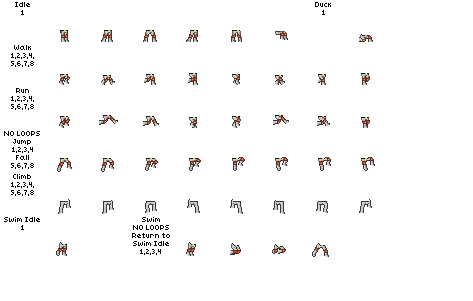 Idle
1
Duck
1
Walk
1,2,3,4,
5,6,7,8
Run
1,2,3,4,
5,6,7,8
NO LOOPS
Jump
1,2,3,4
Fall
5,6,7,8
Climb
1,2,3,4,
5,6,7,8
Swim Idle
1
Swim
NO LOOPS
Return to
Swim Idle
1,2,3,4